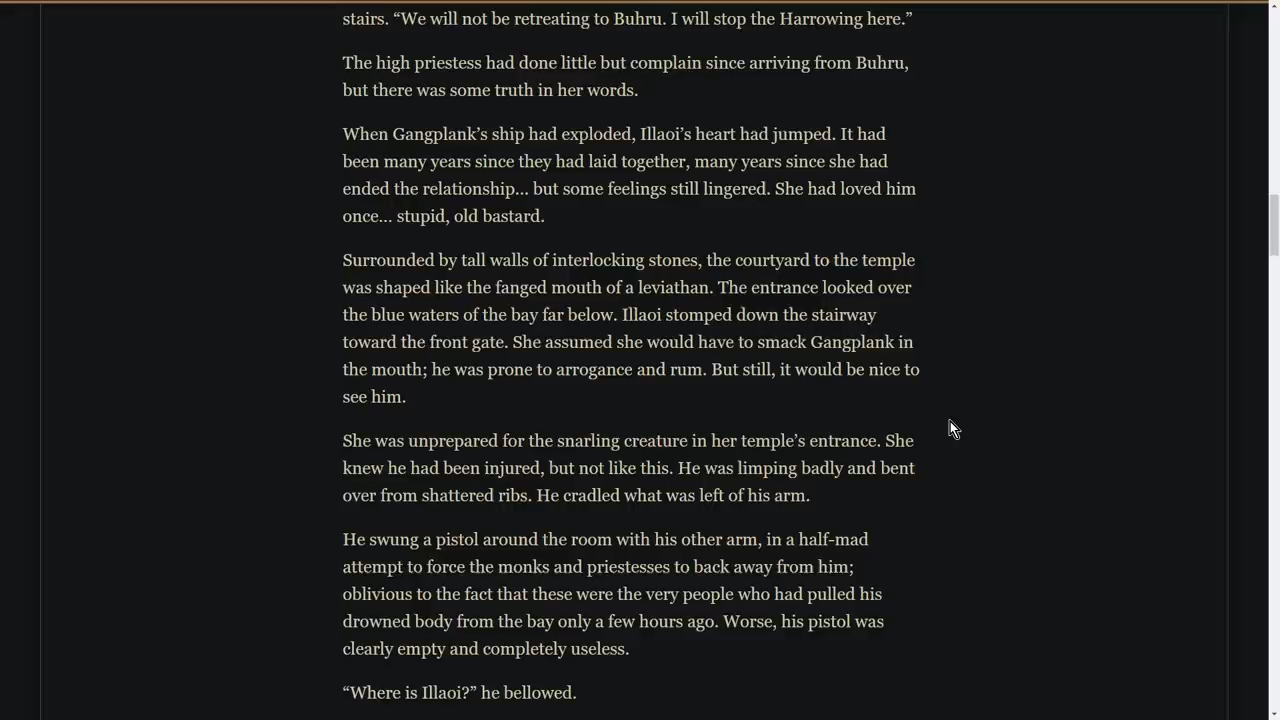 stairs. “We will not be retreating to Buhru. I will stop the Harrowing here.”
The high priestess had done little but complain since arriving from Buhru,
but there was some truth in her words.
When Gangplank’s ship had exploded, Illaoi’s heart had jumped. It had
been many years since they had laid together, many years since she had
ended the relationship... but some feelings still lingered. She had loved him
once... stupid, old bastard.
Surrounded by tall walls of interlocking stones, the courtyard to the temple
was shaped like the fanged mouth of a leviathan. The entrance looked over
the blue waters of the bay far below. Illaoi stomped down the stairway
toward the front gate. She assumed she would have to smack Gangplank in
the mouth; he was prone to arrogance and rum. But still, it would be nice to
see him.
She was unprepared for the snarling creature in her temple’s entrance. She
knew he had been injured, but not like this. He was limping badly and bent
over from shattered ribs. He cradled what was left of his arm.
He swung a pistol around the room with his other arm, in a half-mad
attempt to force the monks and priestesses to back away from him;
oblivious to the fact that these were the very people who had pulled his
drowned body from the bay only a few hours ago. Worse, his pistol was
clearly empty and completely useless.
“Where is Illaoi?” he bellowed.